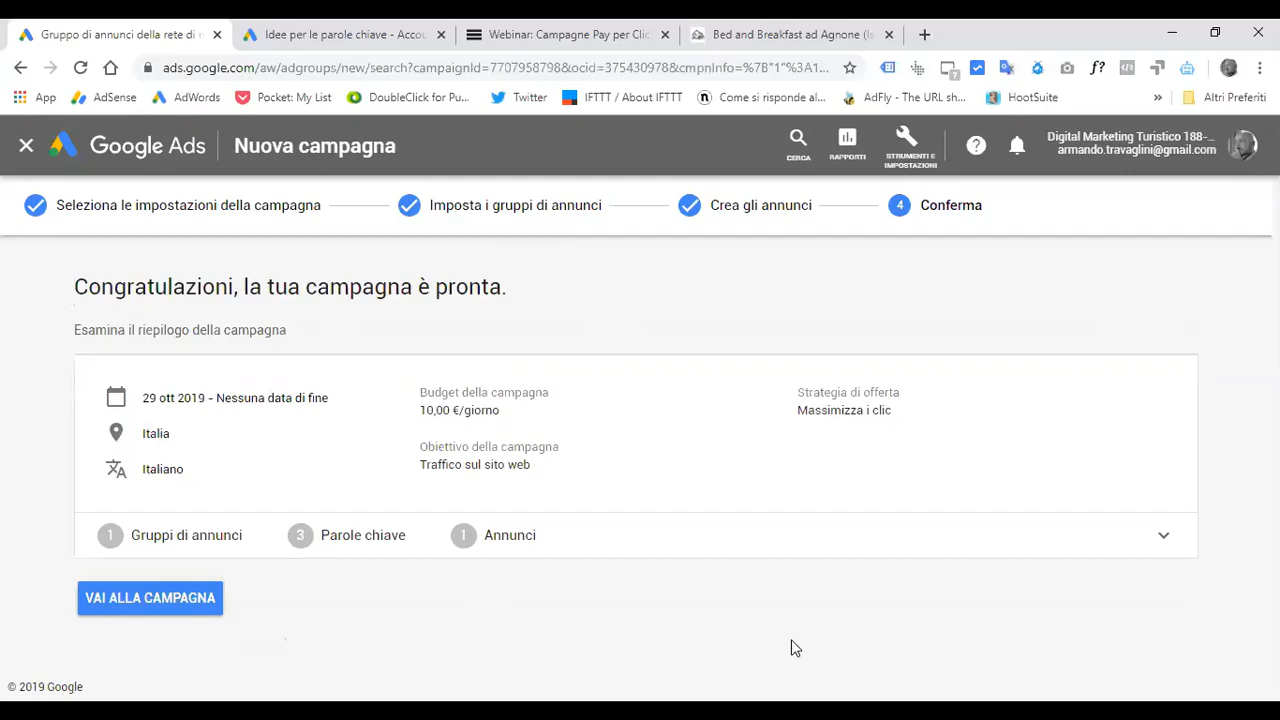 Gruppo di annunci della rete di r
Idee per le parole chiave - Accou
Webinar: Campagne Pay per Clic
Bed and Breakfast ad Agnone (Is
ads.google.com/aw/adgroups/new/search?campaignId=7707958798&ocid=375430978&cmpnInfo=%7B"1"%3A1...
App
AdSense
AdWords
Pocket: My List
DoubleClick for Pu...
Twitter
IFTTT / About IFTTT
Come si risponde al...
AdFly - The URL sh...
HootSuite
»
Altri Preferiti
Google Ads
Nuova campagna
CERCA
RAPPORTI
STRUMENTI E
IMPOSTAZIONI
Digital Marketing Turistico 188-...
armando.travaglini@gmail.com
Seleziona le impostazioni della campagna
Imposta i gruppi di annunci
Crea gli annunci
4 Conferma
Congratulazioni, la tua campagna è pronta.
Esamina il riepilogo della campagna
29 ott 2019 – Nessuna data di fine
Italia
Italiano
Budget della campagna
10,00 €/giorno
Obiettivo della campagna
Traffico sul sito web
Strategia di offerta
Massimizza i clic
1 Gruppi di annunci
3 Parole chiave
1 Annunci
VAI ALLA CAMPAGNA
© 2019 Google